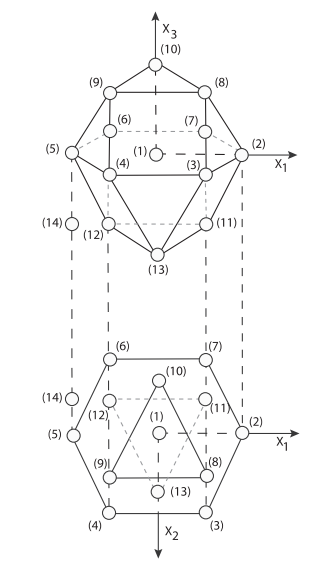 X3
(10)
(9) (8)
(6) (7)
(5) (1) (2)
X1
(4) (3)
(14) (12) (11)
(13)
(6) (7)
(10)
(14) (12) (11)
(1) (2)
(5) X1
(9) (8)
(13)
(4) (3)
X2